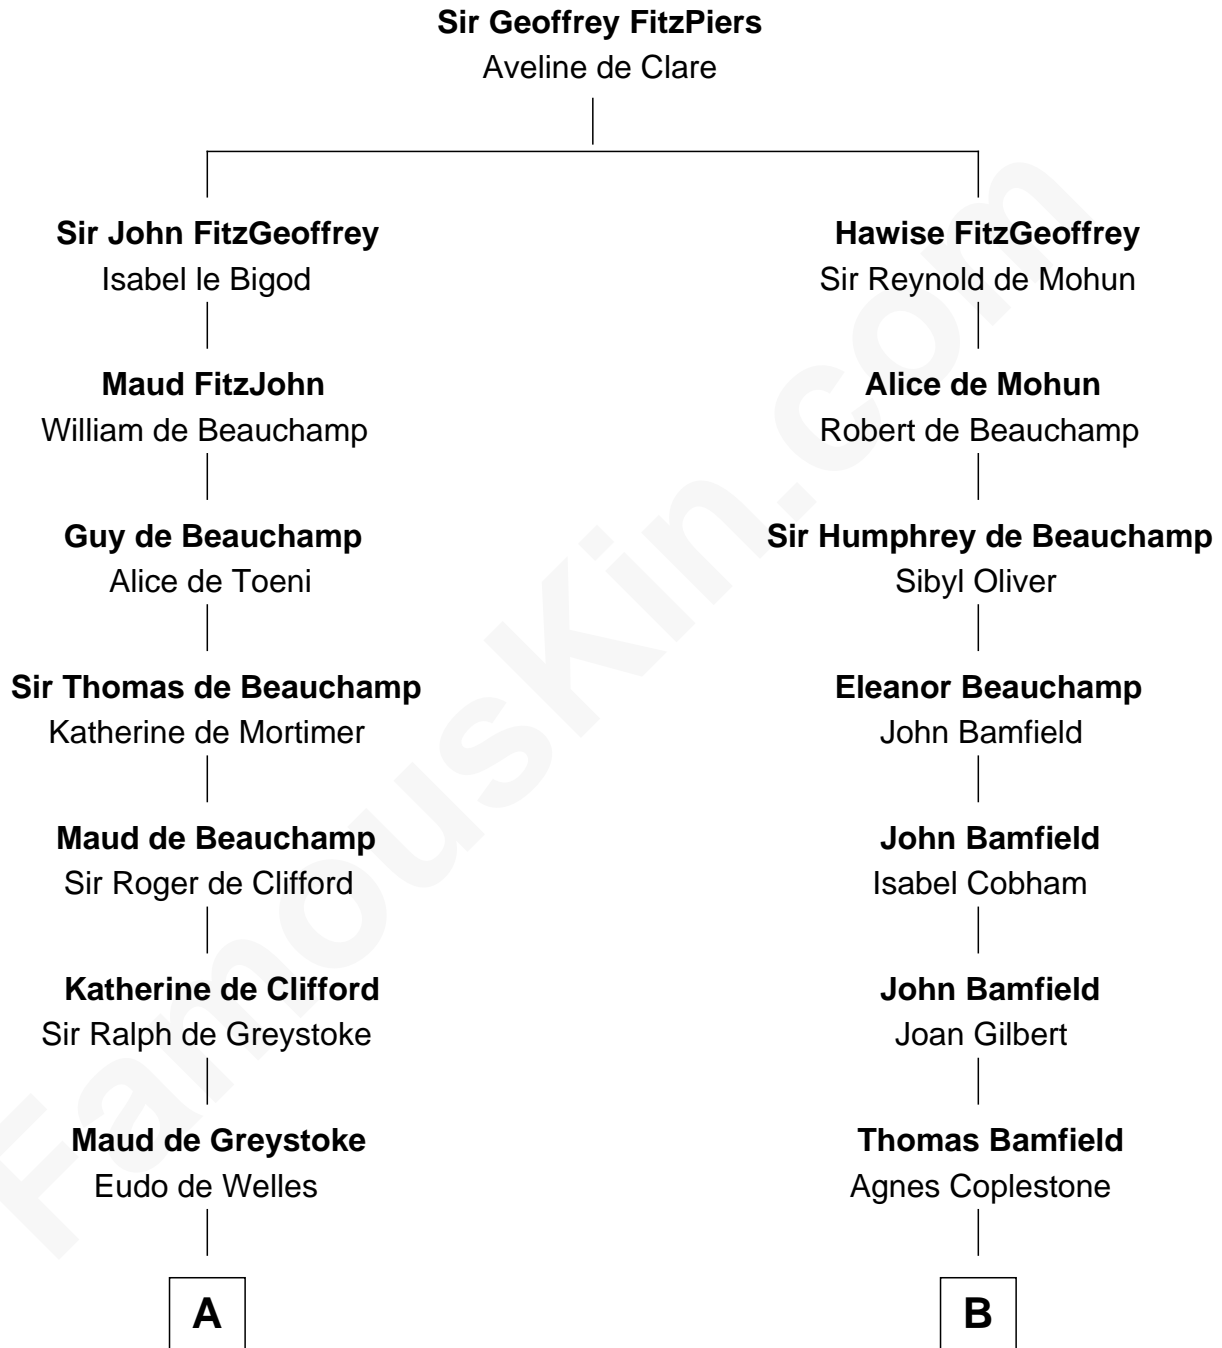 Sir Geoffrey FitzPiers
Aveline de Clare
Sir John FitzGeoffrey
Isabel le Bigod
Maud FitzJohn
William de Beauchamp
Guy de Beauchamp
Alice de Toeni
Sir Thomas de Beauchamp
Katherine de Mortimer
Maud de Beauchamp
Sir Roger de Clifford
Katherine de Clifford
Sir Ralph de Greystoke
Maud de Greystoke
Eudo de Welles
A
Hawise FitzGeoffrey
Sir Reynold de Mohun
Alice de Mohun
Robert de Beauchamp
Sir Humphrey de Beauchamp
Sibyl Oliver
Eleanor Beauchamp
John Bamfield
John Bamfield
Isabel Cobham
John Bamfield
Joan Gilbert
Thomas Bamfield
Agnes Coplestone
B
FamousKin.com